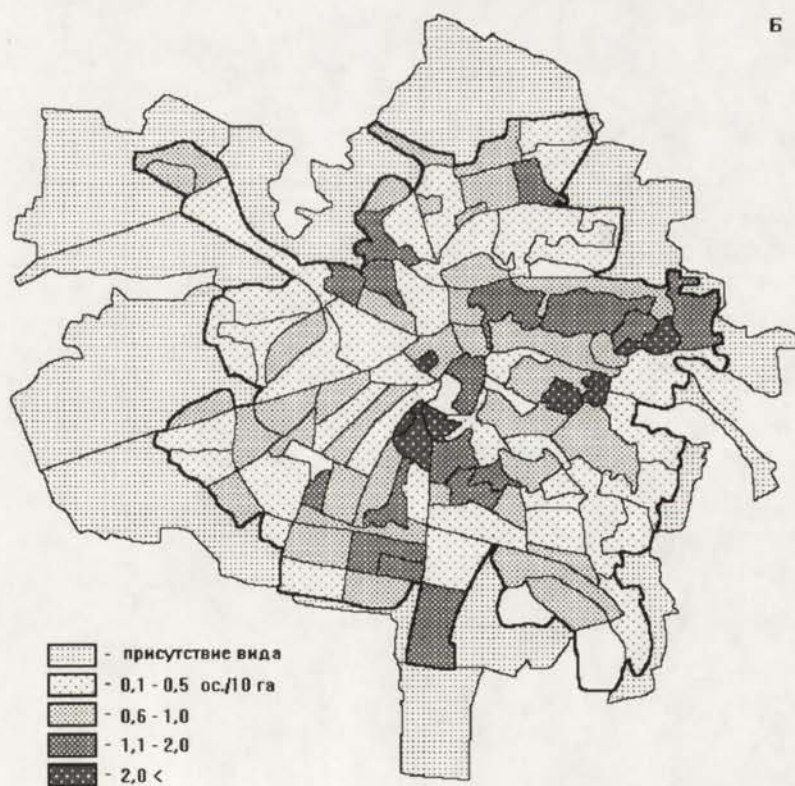 Б
- присутствие вида
- 0,1 - 0,5 ос./10 га
- 0,6 - 1,0
- 1,1 - 2,0
- 2,0 <